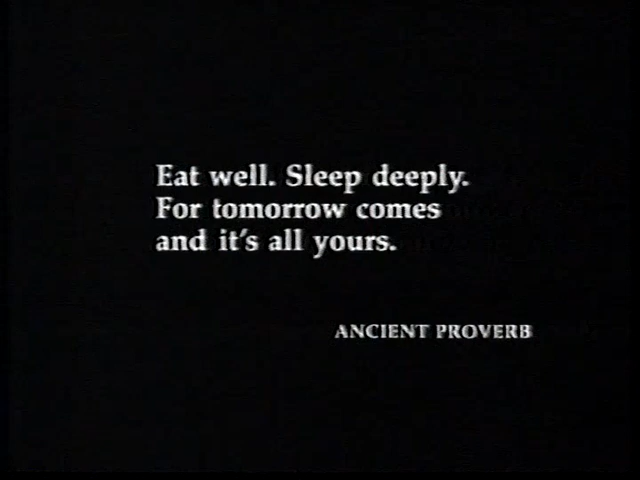 Eat well. Sleep deeply.
For tomorrow comes
and it's all yours.
ANCIENT PROVERB